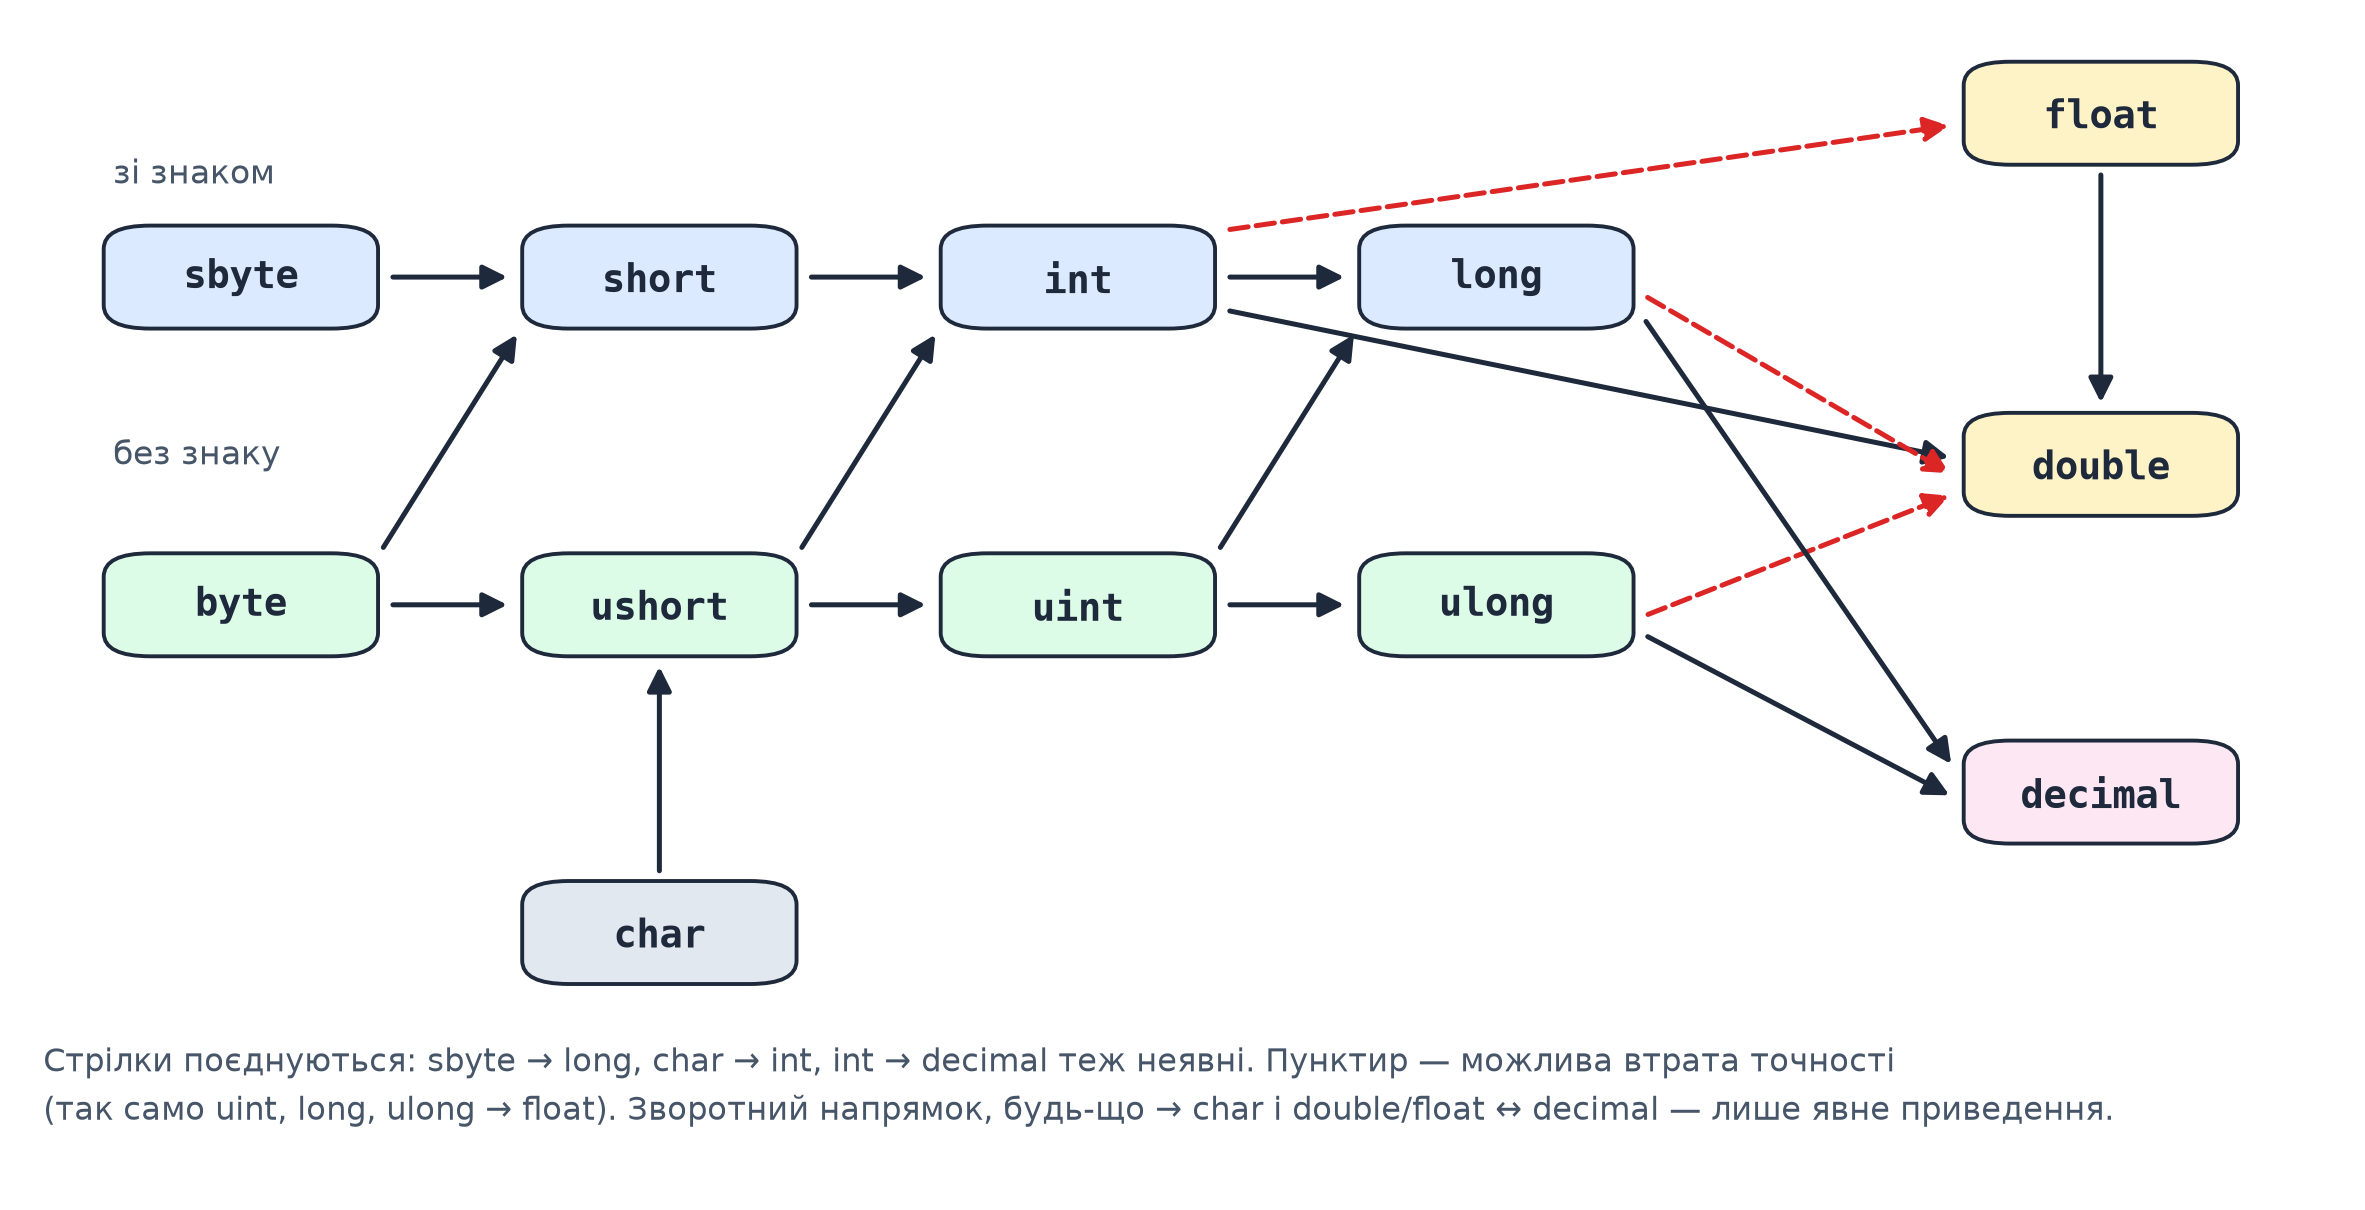 float
зі знаком
sbyte
short
int
long
без знаку
double
byte
ushort
uint
ulong
decimal
char
Стрілки поєднуються: sbyte → long, char → int, int → decimal теж неявні. Пунктир — можлива втрата точності
(так само uint, long, ulong → float). Зворотний напрямок, будь-що → char і double/float ↔ decimal — лише явне приведення.